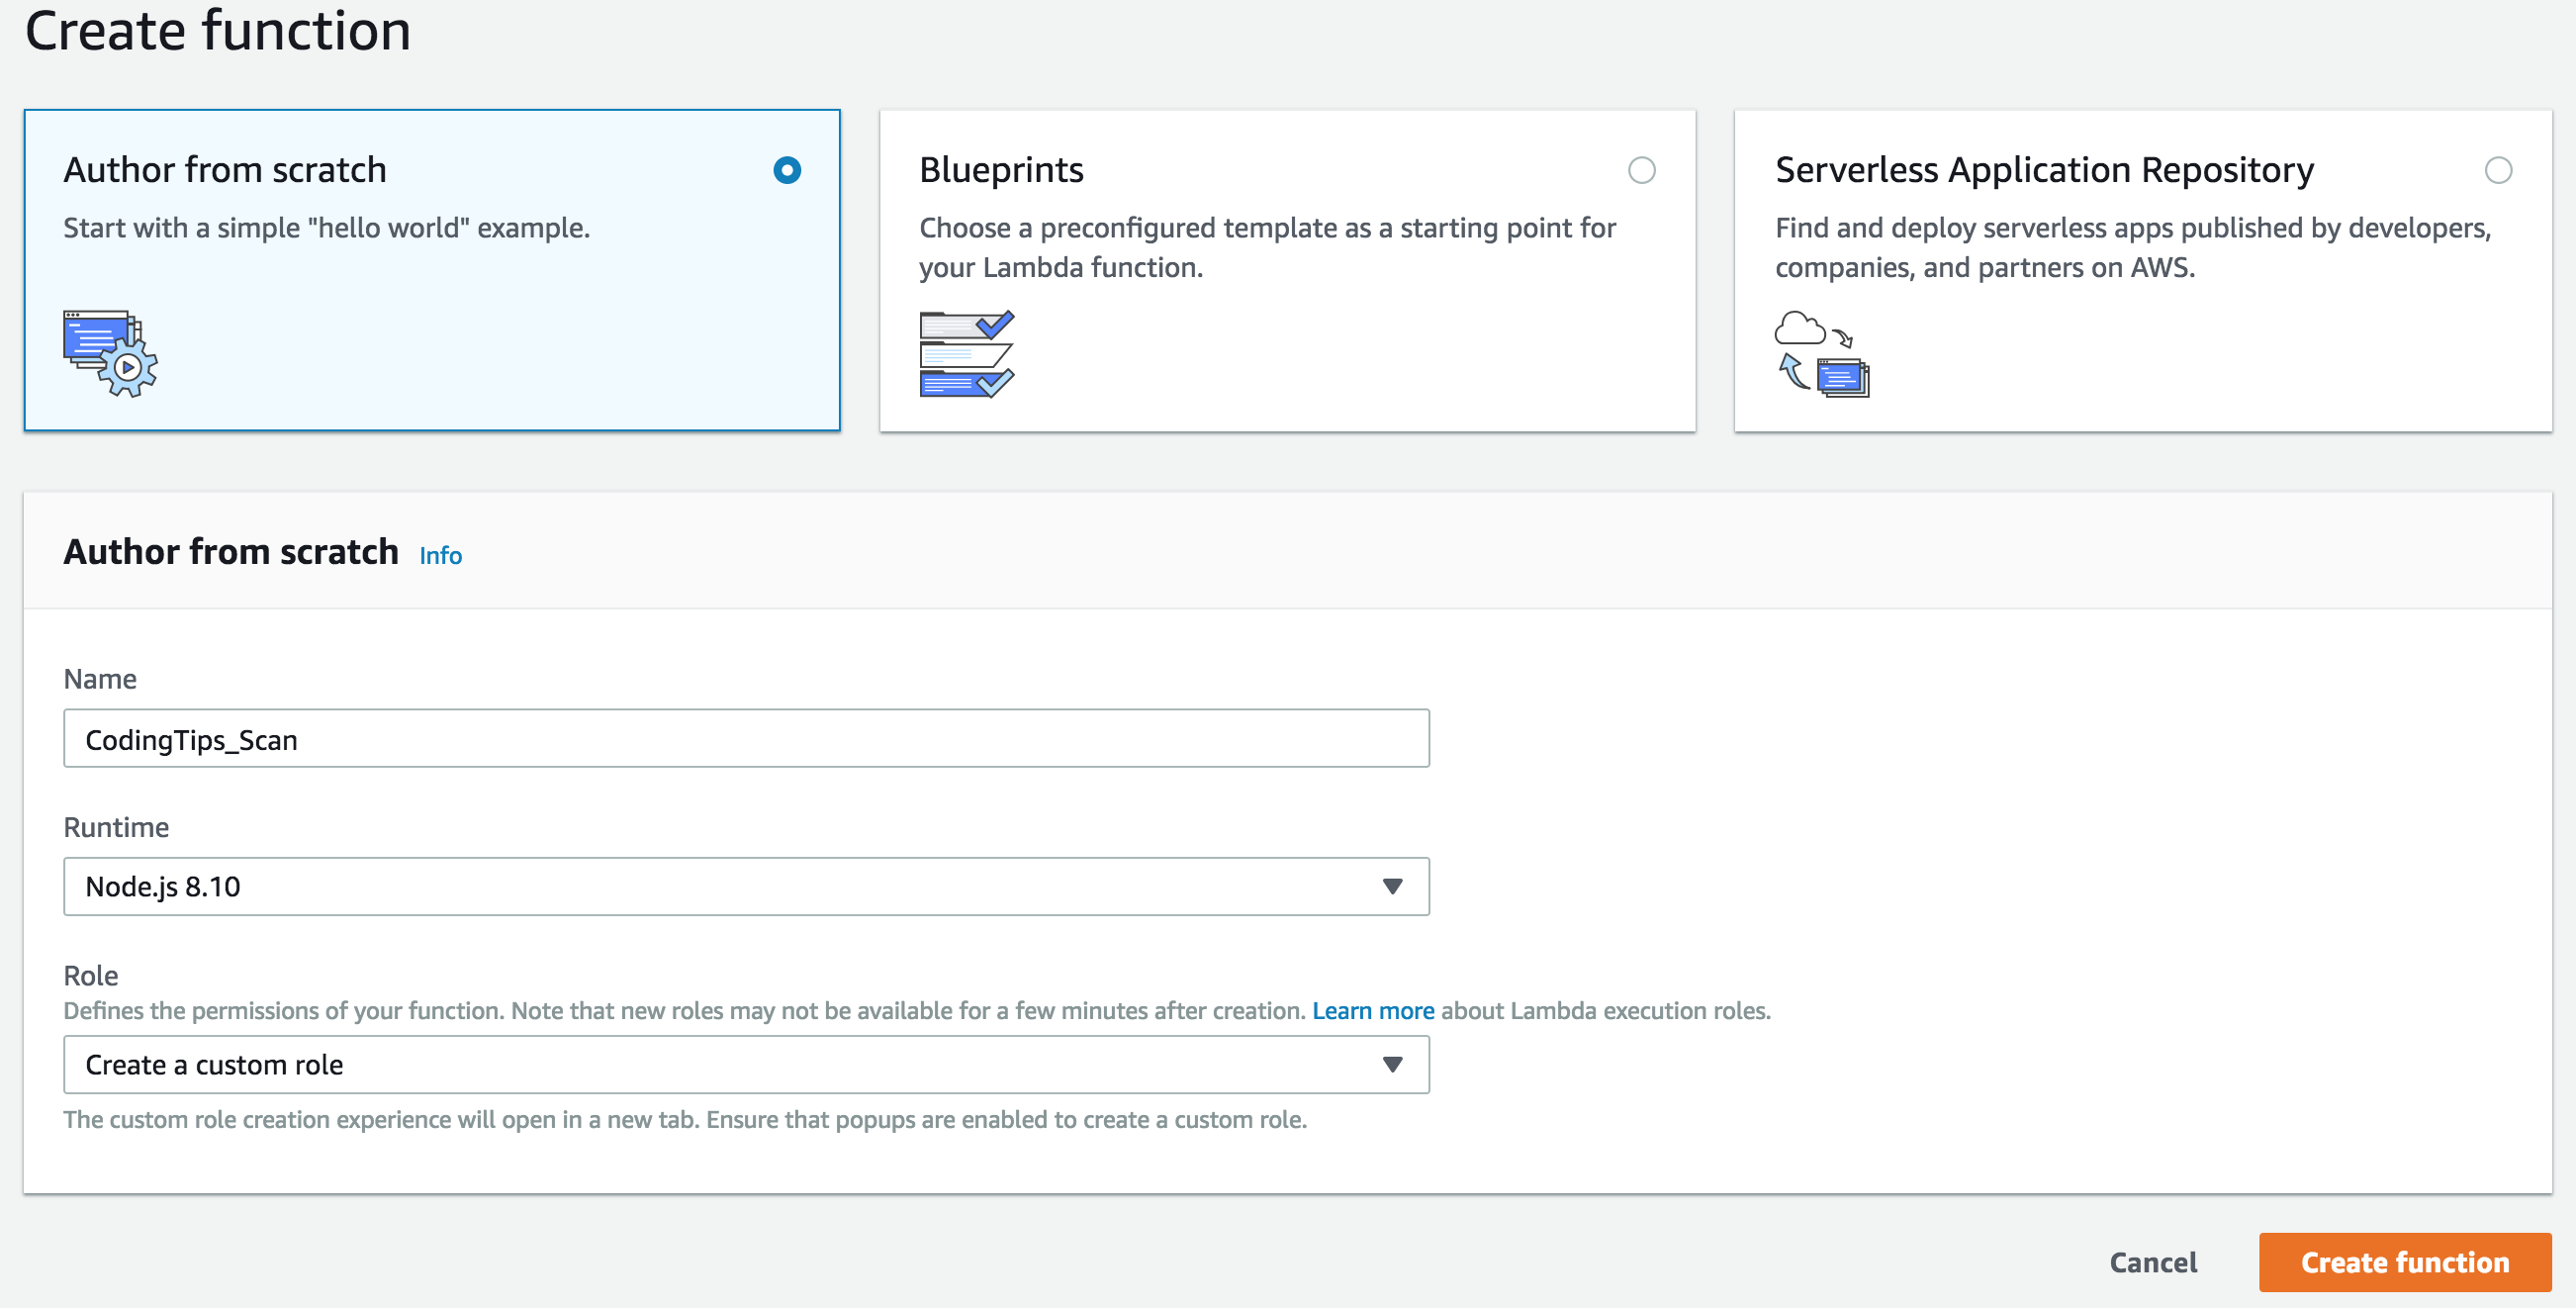 Create function
Author from scratch
Start with a simple "hello world" example.
Blueprints
Choose a preconfigured template as a starting point for
your Lambda function.
Serverless Application Repository
Find and deploy serverless apps published by developers,
companies, and partners on AWS.
Author from scratch Info
Name
CodingTips_Scan
Runtime
Node.js 8.10
Role
Defines the permissions of your function. Note that new roles may not be available for a few minutes after creation. Learn more about Lambda execution roles.
Create a custom role
The custom role creation experience will open in a new tab. Ensure that popups are enabled to create a custom role.
Cancel
Create function